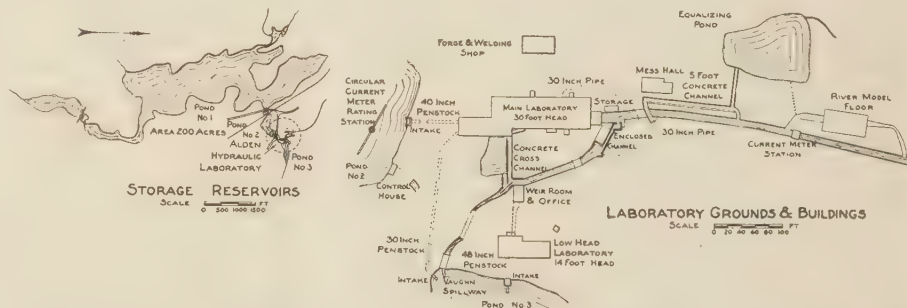 POND
NO 1
AREA 200 ACRES
POND
NO 2
ALDEN
HYDRAULIC
LABORATORY
POND
NO 3
STORAGE RESERVOIRS
SCALE 0 500 1000 1500 FT
CIRCULAR
CURRENT
METER
RATING
STATION
40 INCH
PENSTOCK
INTAKE
POND
NO 2
CONTROL
HOUSE
FORGE & WELDING
SHOP
30 INCH PIPE
MAIN LABORATORY
30 FOOT HEAD
STORAGE
MESS HALL
5 FOOT
CONCRETE
CHANNEL
EQUALIZING
POND
RIVER MODEL
FLOOR
ENCLOSED
CHANNEL
30 INCH PIPE
CURRENT METER
STATION
CONCRETE
CROSS
CHANNEL
WEIR ROOM
& OFFICE
30 INCH
PENSTOCK
48 INCH
PENSTOCK
LOW HEAD
LABORATORY
14 FOOT HEAD
INTAKE
VAUGHN
SPILLWAY
INTAKE
POND NO 3
LABORATORY GROUNDS & BUILDINGS
SCALE 0 20 40 60 80 100 FT